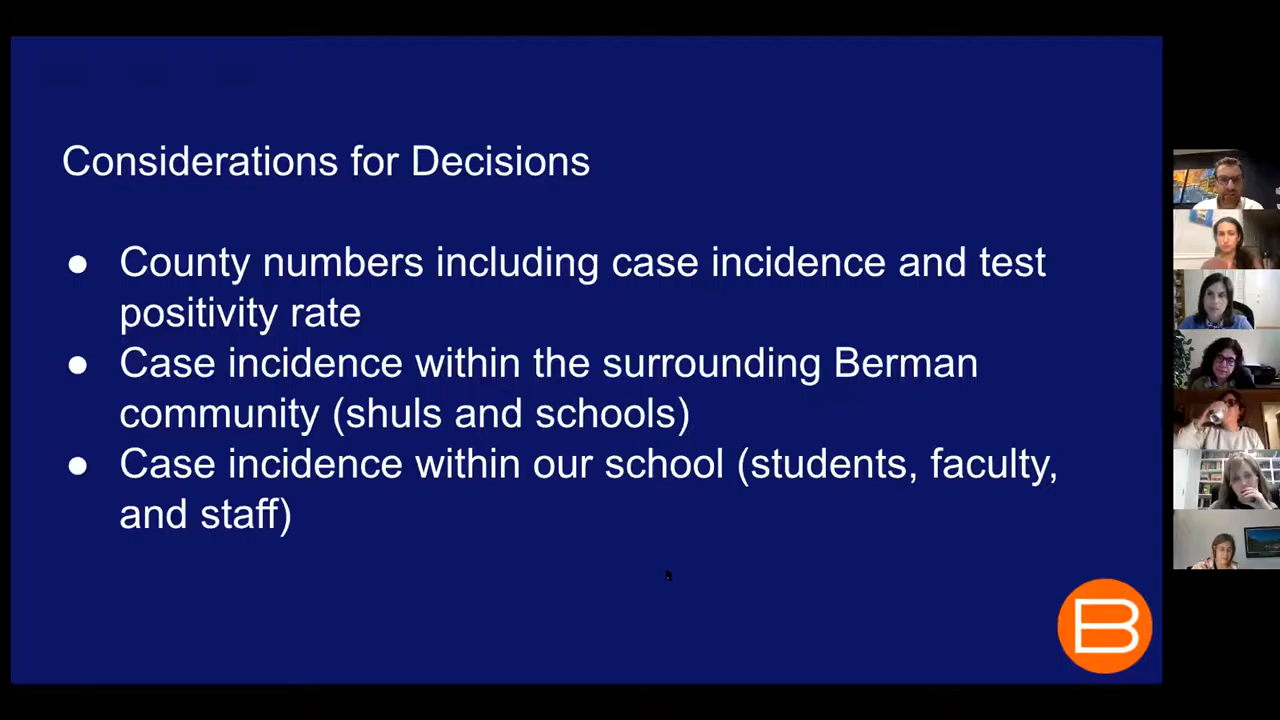 Considerations for Decisions
● County numbers including case incidence and test
positivity rate
● Case incidence within the surrounding Berman
community (shuls and schools)
● Case incidence within our school (students, faculty,
and staff)
B